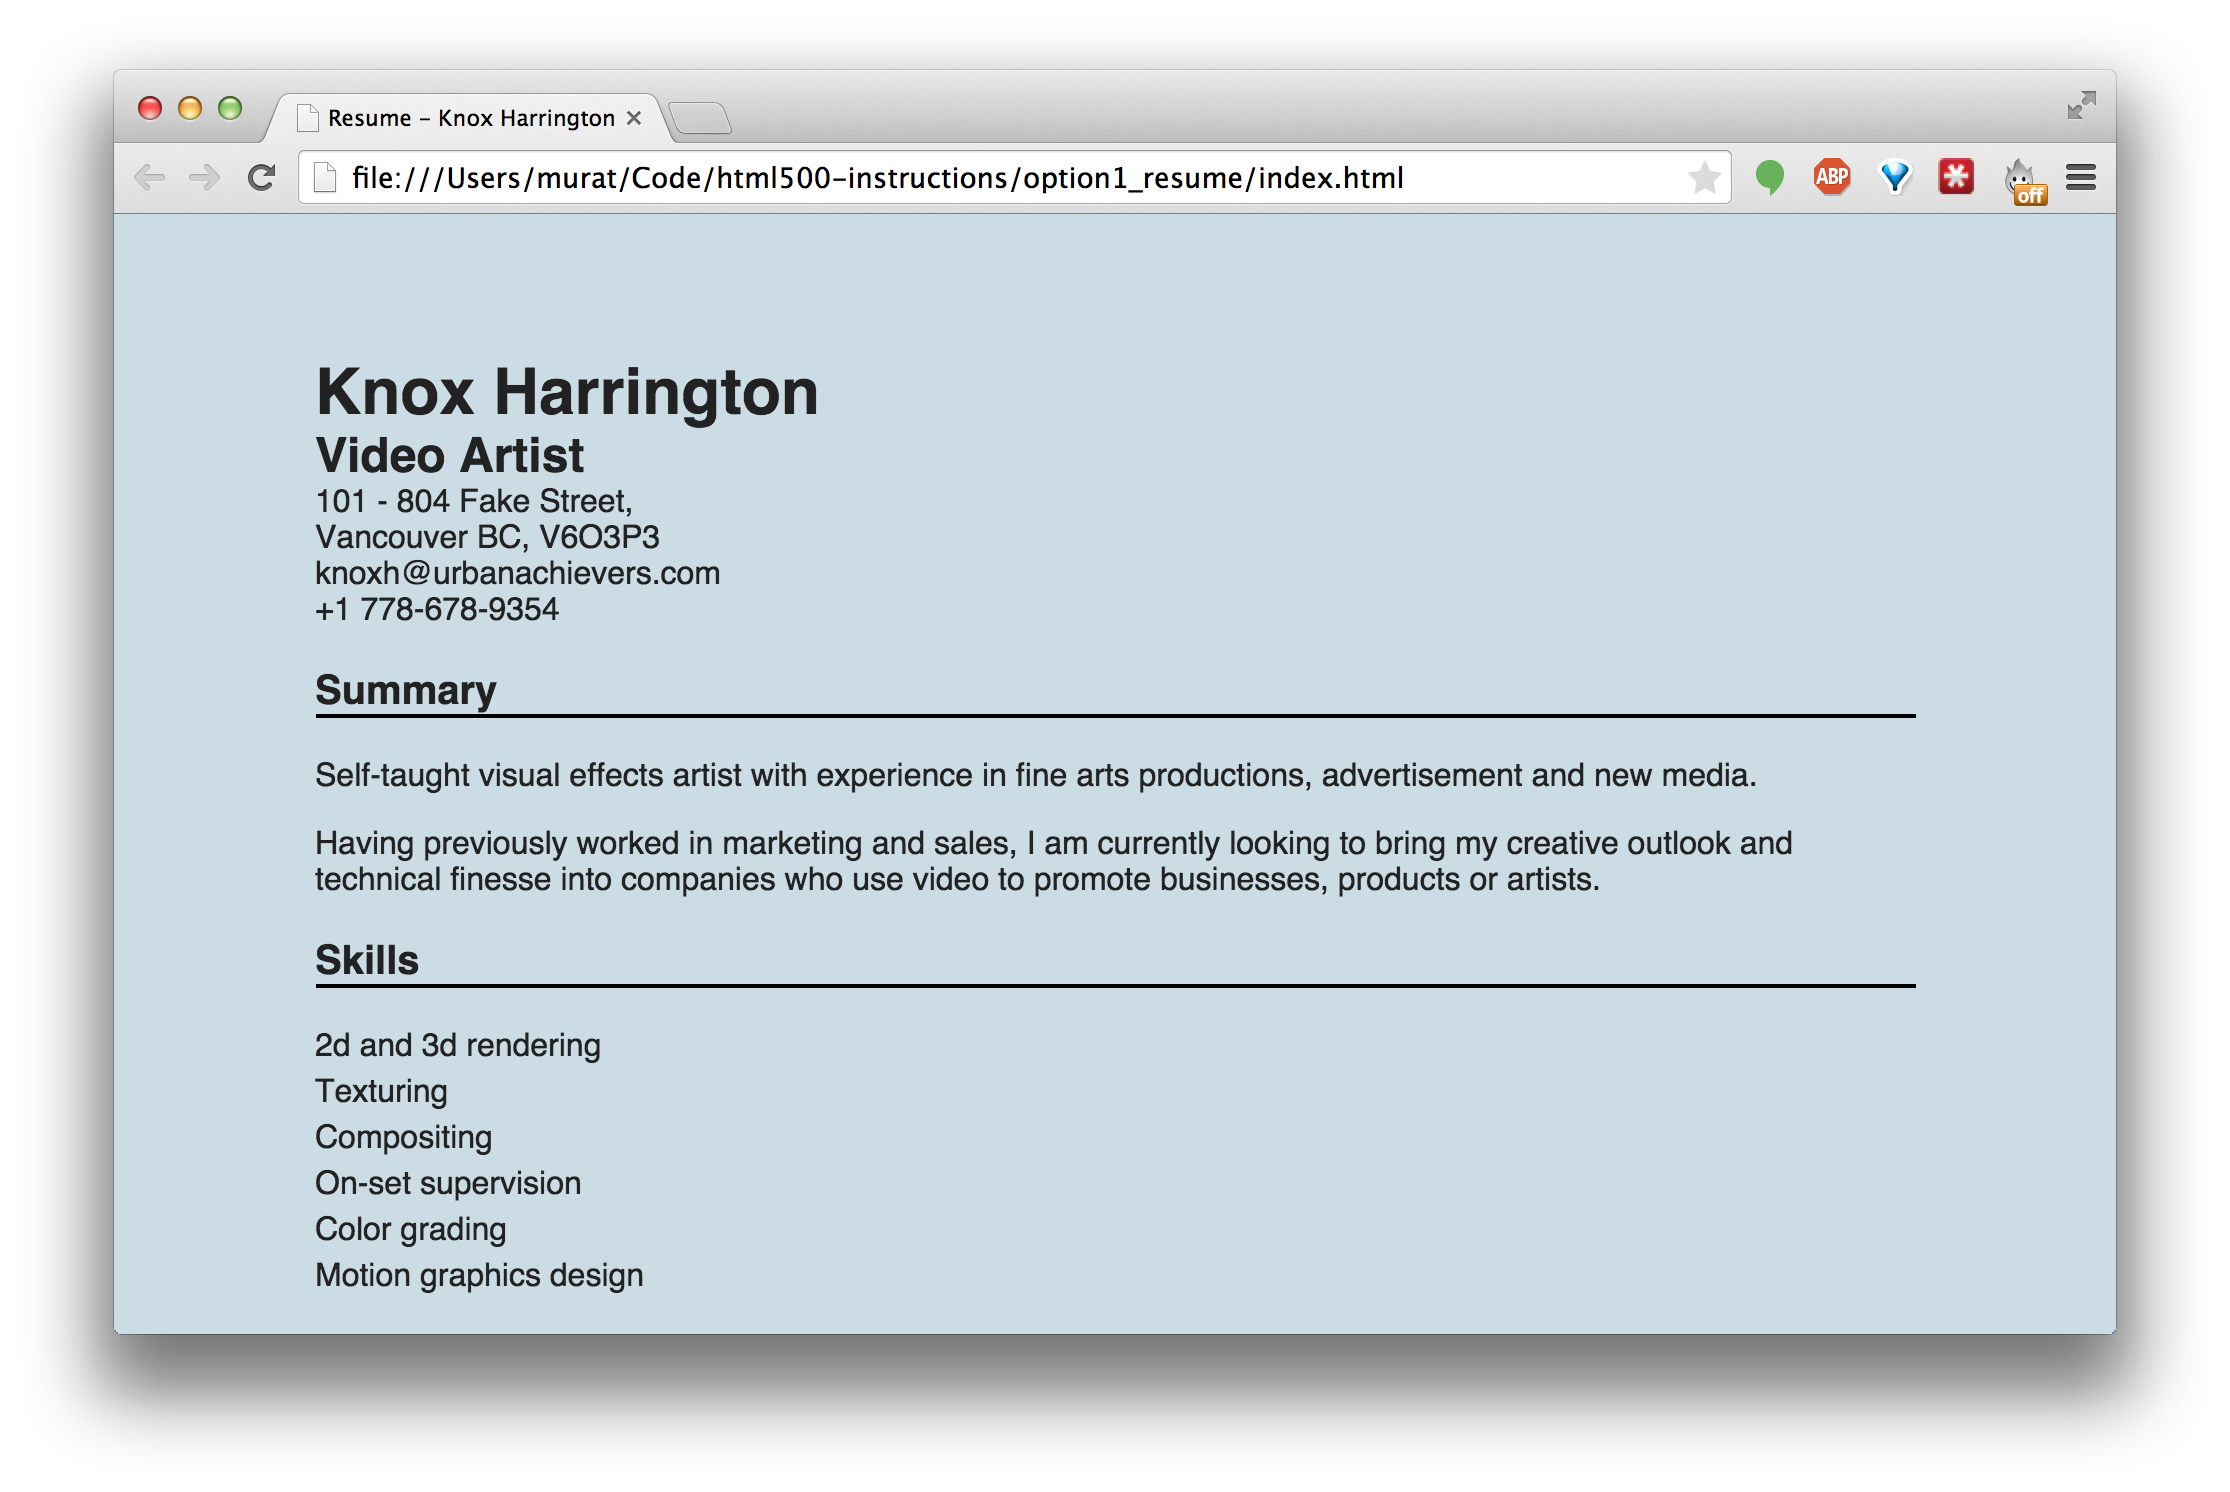 Resume – Knox Harrington
file:///Users/murat/Code/html500-instructions/option1_resume/index.html
ABP
off
Knox Harrington
Video Artist
101 - 804 Fake Street,
Vancouver BC, V6O3P3
knoxh@urbanachievers.com
+1 778-678-9354
Summary
Self-taught visual effects artist with experience in fine arts productions, advertisement and new media.
Having previously worked in marketing and sales, I am currently looking to bring my creative outlook and
technical finesse into companies who use video to promote businesses, products or artists.
Skills
2d and 3d rendering
Texturing
Compositing
On-set supervision
Color grading
Motion graphics design